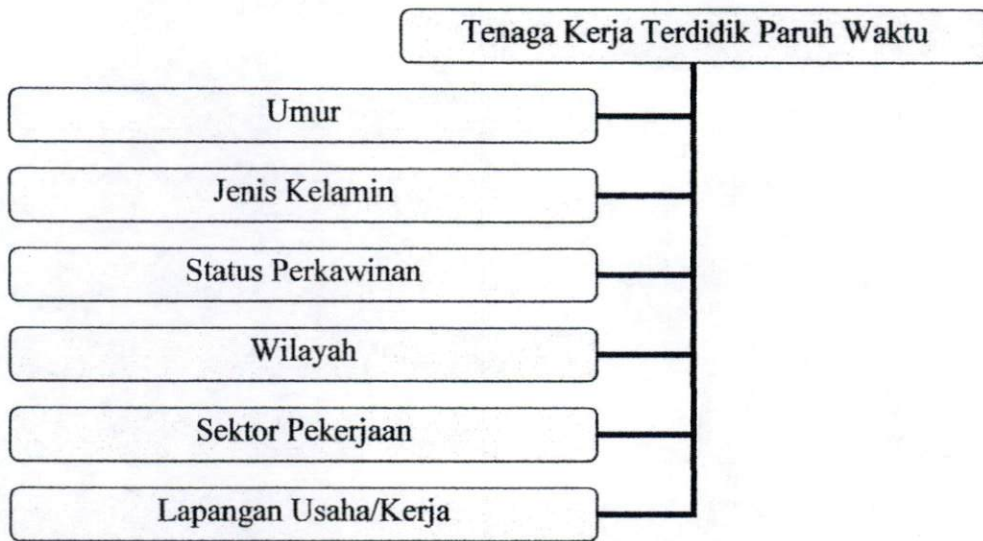 Tenaga Kerja Terdidik Paruh Waktu
Umur
Jenis Kelamin
Status Perkawinan
Wilayah
Sektor Pekerjaan
Lapangan Usaha/Kerja